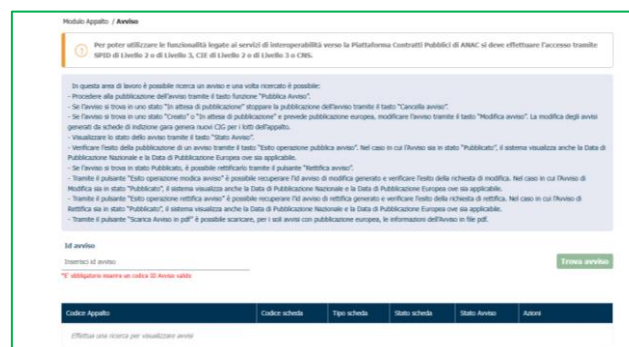 Modulo Appalto / Avviso
Per poter utilizzare le funzionalità legate ai servizi di interoperabilità verso la Piattaforma Contratti Pubblici di ANAC si deve effettuare l'accesso tramite
SPID di Livello 2 o di Livello 3, CIE di Livello 2 o di Livello 3 o CNS.
In questa area di lavoro è possibile ricerca un avviso e una volta ricercato è possibile:
- Procedere alla pubblicazione dell'avviso tramite il tasto funzione "Pubblica Avviso".
- Se l'avviso si trova in uno stato "In attesa di pubblicazione" stoppare la pubblicazione dell'avviso tramite il tasto "Cancella avviso".
- Se l'avviso si trova in uno stato "Creato" o "In attesa di pubblicazione" e prevede pubblicazione europea, modificare l'avviso tramite il tasto "Modifica avviso". La modifica degli avvisi
generati da schede di indizione gara genera nuovi CIG per i lotti dell'appalto.
- Visualizzare lo stato dello avviso tramite il tasto "Stato Avviso".
- Verificare l'esito della pubblicazione di un avviso tramite il tasto "Esito operazione pubblica avviso". Nel caso in cui l'Avviso sia in stato "Pubblicato", il sistema visualizza anche la Data di
Pubblicazione Nazionale e la Data di Pubblicazione Europea ove sia applicabile.
- Se l'avviso si trova in stato Pubblicato, è possibile rettificarlo tramite il pulsante "Rettifica avviso".
- Tramite il pulsante "Esito operazione modica avviso" è possibile recuperare l'id avviso di modifica generato e verificare l'esito della richiesta di modifica. Nel caso in cui l'Avviso di
Modifica sia in stato "Pubblicato", il sistema visualizza anche la Data di Pubblicazione Nazionale e la Data di Pubblicazione Europea ove sia applicabile.
- Tramite il pulsante "Esito operazione rettifica avviso" è possibile recuperare l'id avviso di rettifica generato e verificare l'esito della richiesta di rettifica. Nel caso in cui l'Avviso di
Rettifica sia in stato "Pubblicato", il sistema visualizza anche la Data di Pubblicazione Nazionale e la Data di Pubblicazione Europea ove sia applicabile.
- Tramite il pulsante "Scarica Avviso in pdf" è possibile scaricare, per i soli avvisi con pubblicazione europea, le informazioni dell'Avviso in file pdf.
Id avviso
Inserisci id avviso
Trova avviso
*E' obbligatorio inserire un codice ID Avviso valido
Codice Appalto Codice scheda Tipo scheda Stato scheda Stato Avviso Azioni
Effettua una ricerca per visualizzare avvisi